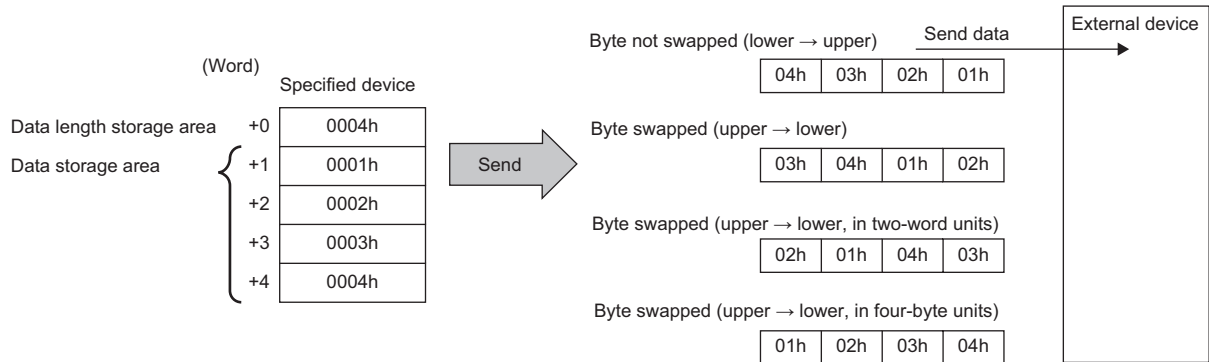 (Word)
Specified device
Data length storage area +0 0004h
Data storage area +1 0001h
+2 0002h
+3 0003h
+4 0004h
Send
Byte not swapped (lower → upper)
Send data
External device
04h 03h 02h 01h
Byte swapped (upper → lower)
03h 04h 01h 02h
Byte swapped (upper → lower, in two-word units)
02h 01h 04h 03h
Byte swapped (upper → lower, in four-byte units)
01h 02h 03h 04h